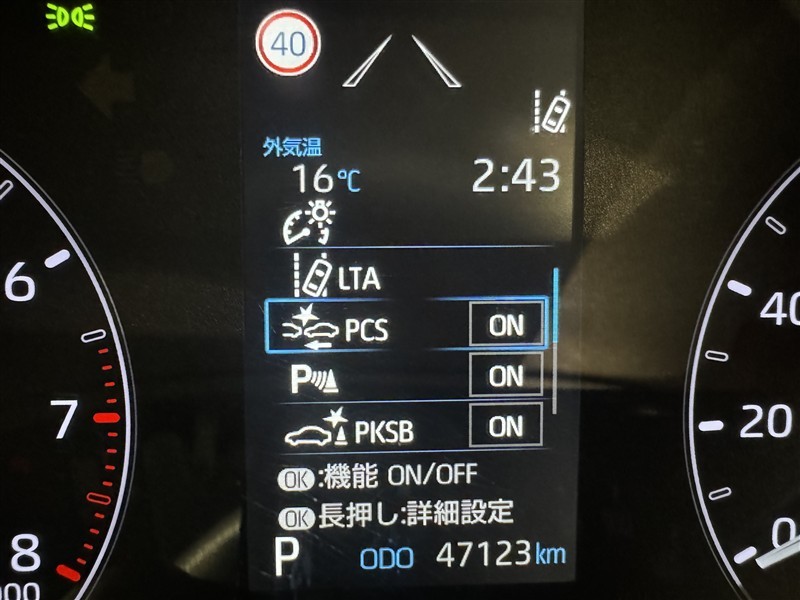 40
外気温
16℃ 2:43
LTA
PCS ON
P ON
PKSB ON
OK:機能 ON/OFF
OK長押し:詳細設定
P ODO 47123km
6
7
8
000
40
20
0